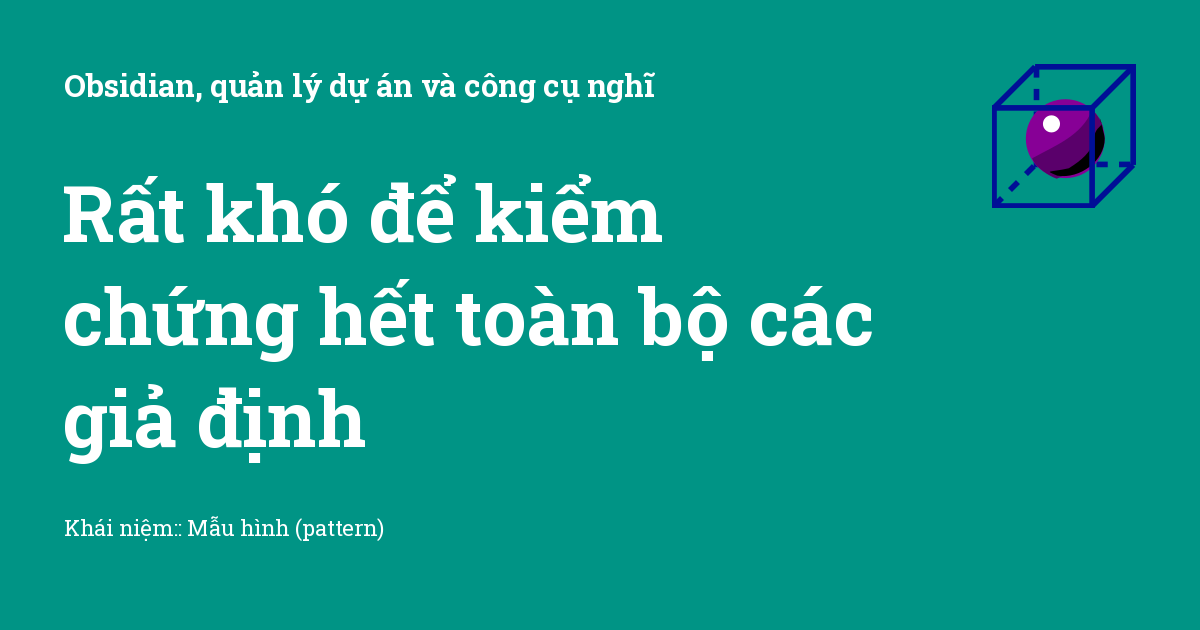 Obsidian, quản lý dự án và công cụ nghĩ
Rất khó để kiểm
chứng hết toàn bộ các
giả định
Khái niệm:: Mẫu hình (pattern)